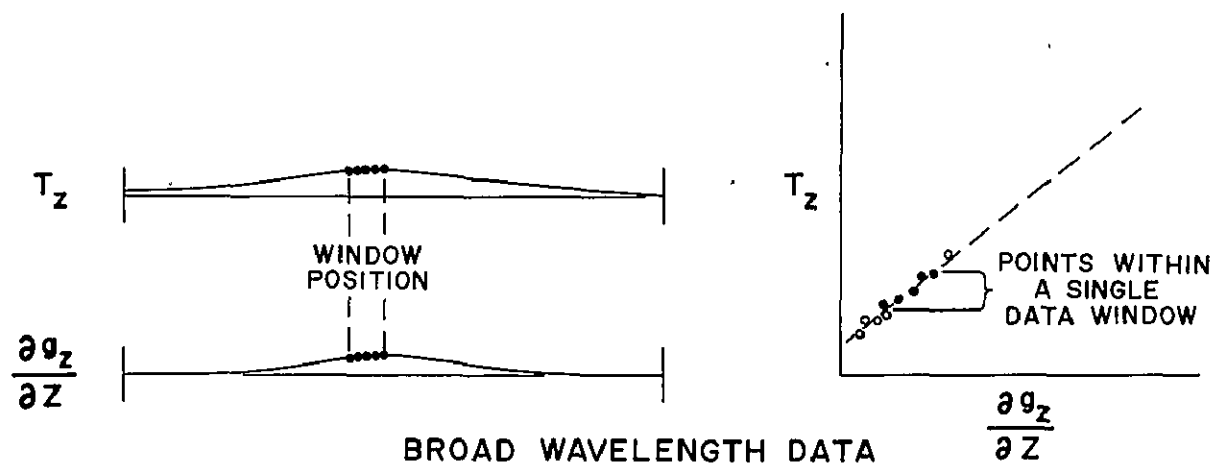 T_z
WINDOW
POSITION
∂g_z
∂z
T_z
POINTS WITHIN
A SINGLE
DATA WINDOW
∂g_z
∂z
BROAD WAVELENGTH DATA